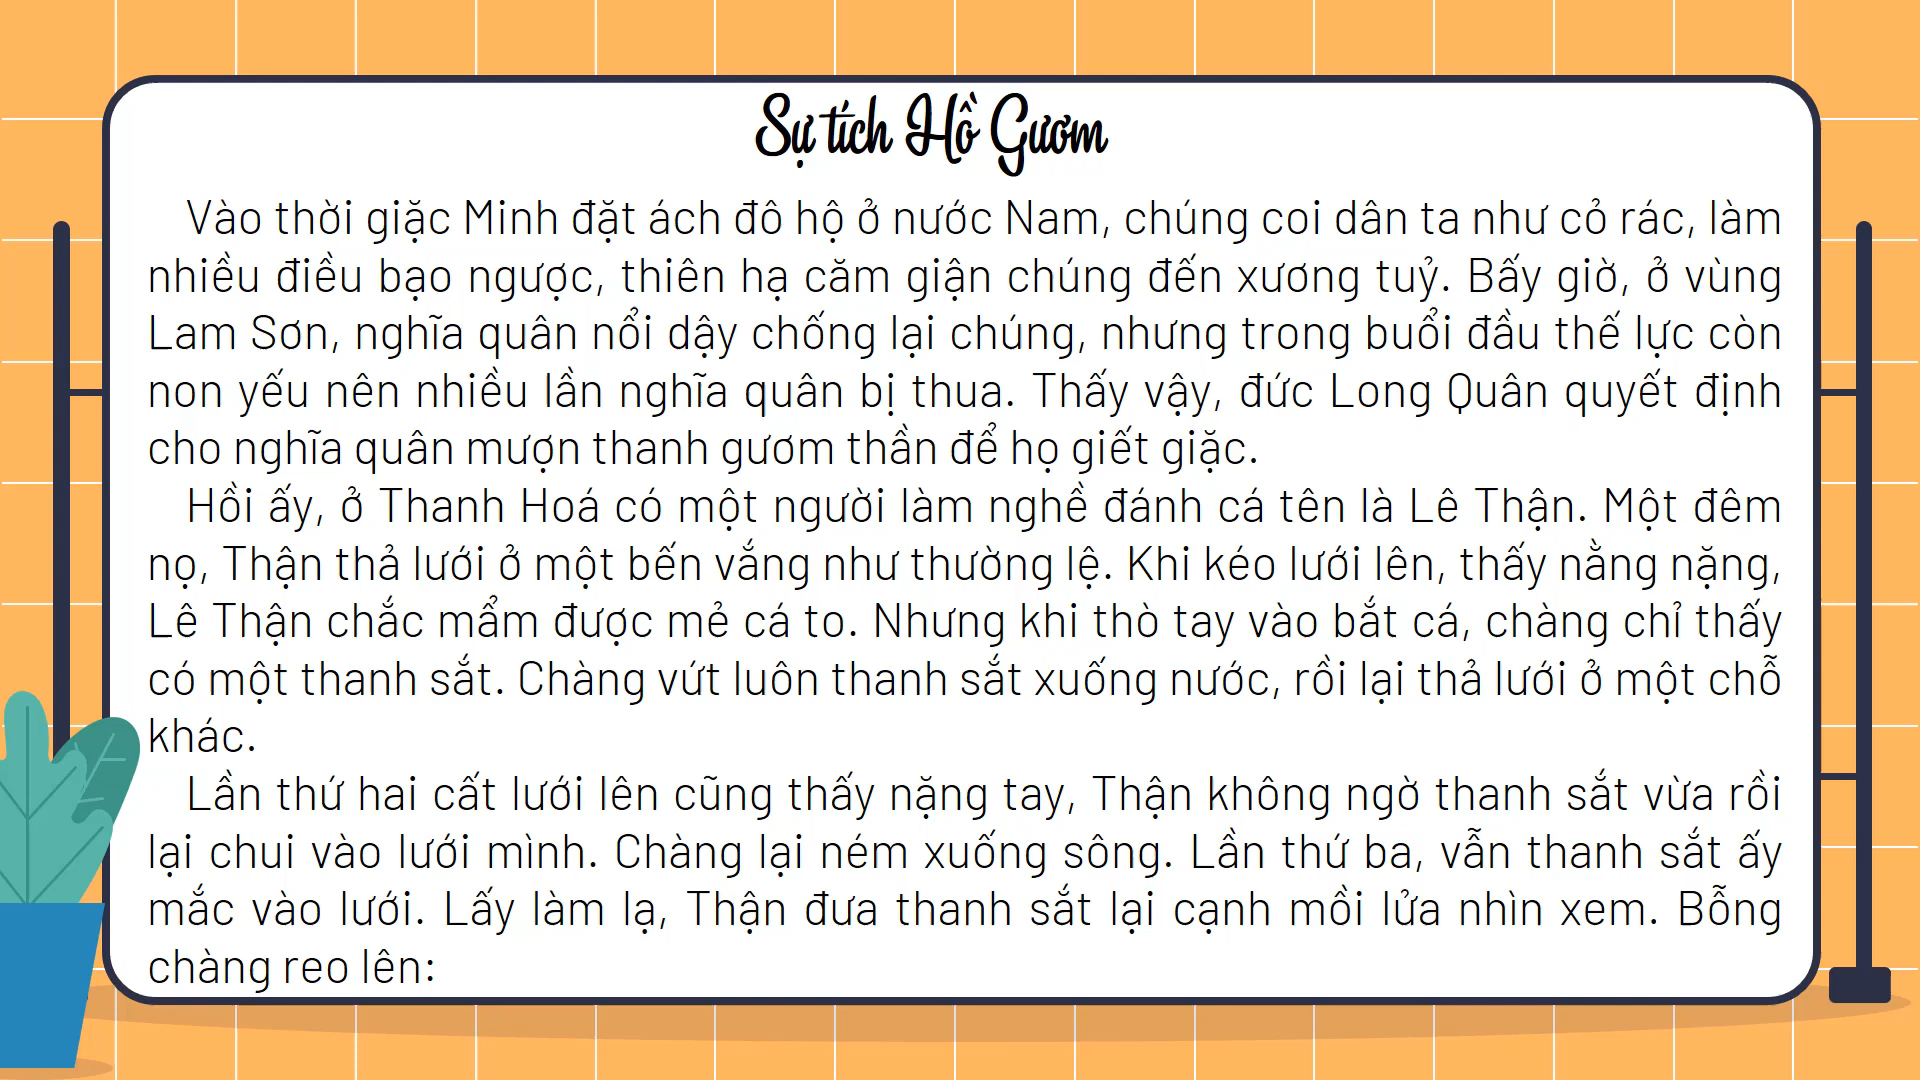 Sự tích Hồ Gươm
Vào thời giặc Minh đặt ách đô hộ ở nước Nam, chúng coi dân ta như cỏ rác, làm
nhiều điều bạo ngược, thiên hạ căm giận chúng đến xương tuỷ. Bấy giờ, ở vùng
Lam Sơn, nghĩa quân nổi dậy chống lại chúng, nhưng trong buổi đầu thế lực còn
non yếu nên nhiều lần nghĩa quân bị thua. Thấy vậy, đức Long Quân quyết định
cho nghĩa quân mượn thanh gươm thần để họ giết giặc.
Hồi ấy, ở Thanh Hoá có một người làm nghề đánh cá tên là Lê Thận. Một đêm
nọ, Thận thả lưới ở một bến vắng như thường lệ. Khi kéo lưới lên, thấy nằng nặng,
Lê Thận chắc mẩm được mẻ cá to. Nhưng khi thò tay vào bắt cá, chàng chỉ thấy
có một thanh sắt. Chàng vứt luôn thanh sắt xuống nước, rồi lại thả lưới ở một chỗ
khác.
Lần thứ hai cất lưới lên cũng thấy nặng tay, Thận không ngờ thanh sắt vừa rồi
lại chui vào lưới mình. Chàng lại ném xuống sông. Lần thứ ba, vẫn thanh sắt ấy
mắc vào lưới. Lấy làm lạ, Thận đưa thanh sắt lại cạnh mồi lửa nhìn xem. Bỗng
chàng reo lên: